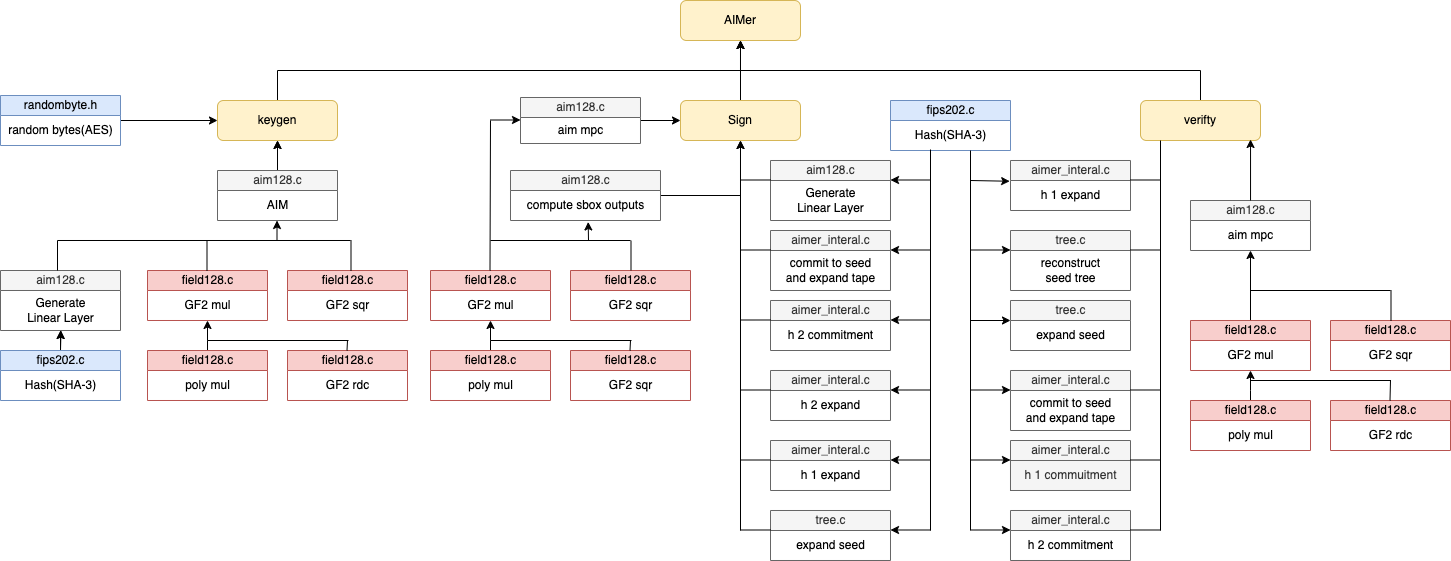 AIMer
randombyte.h
random bytes(AES)
keygen
aim128.c
aim mpc
Sign
fips202.c
Hash(SHA-3)
verifty
aim128.c
AIM
aim128.c
compute sbox outputs
aim128.c
Generate
Linear Layer
aimer_interal.c
h 1 expand
aim128.c
aim mpc
aimer_interal.c
commit to seed
and expand tape
tree.c
reconstruct
seed tree
aim128.c
Generate
Linear Layer
field128.c
GF2 mul
field128.c
GF2 sqr
field128.c
GF2 mul
field128.c
GF2 sqr
aimer_interal.c
h 2 commitment
tree.c
expand seed
field128.c
GF2 mul
field128.c
GF2 sqr
fips202.c
Hash(SHA-3)
field128.c
poly mul
field128.c
GF2 rdc
field128.c
poly mul
field128.c
GF2 sqr
aimer_interal.c
h 2 expand
aimer_interal.c
commit to seed
and expand tape
field128.c
poly mul
field128.c
GF2 rdc
aimer_interal.c
h 1 expand
aimer_interal.c
h 1 commuitment
tree.c
expand seed
aimer_interal.c
h 2 commitment